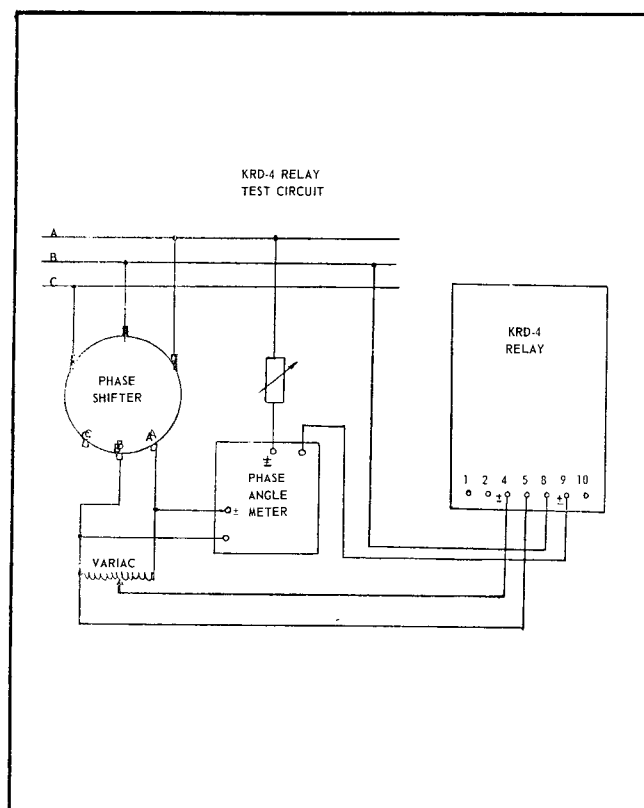 KRD-4 RELAY
TEST CIRCUIT
A
B
C
KRD-4
RELAY
PHASE
SHIFTER
C
B
A
A
±
PHASE
ANGLE
METER
±
1 2 ± 4 5 8 ± 9 10
VARIAC